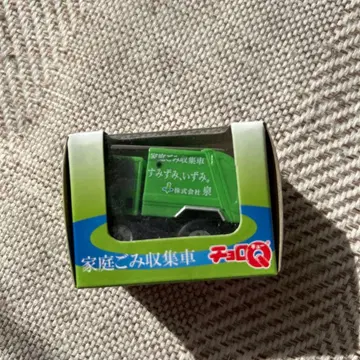 家庭ごみ収集車
すみずみ、いずみ。
株式会社 泉
家庭ごみ収集車
チョロQ